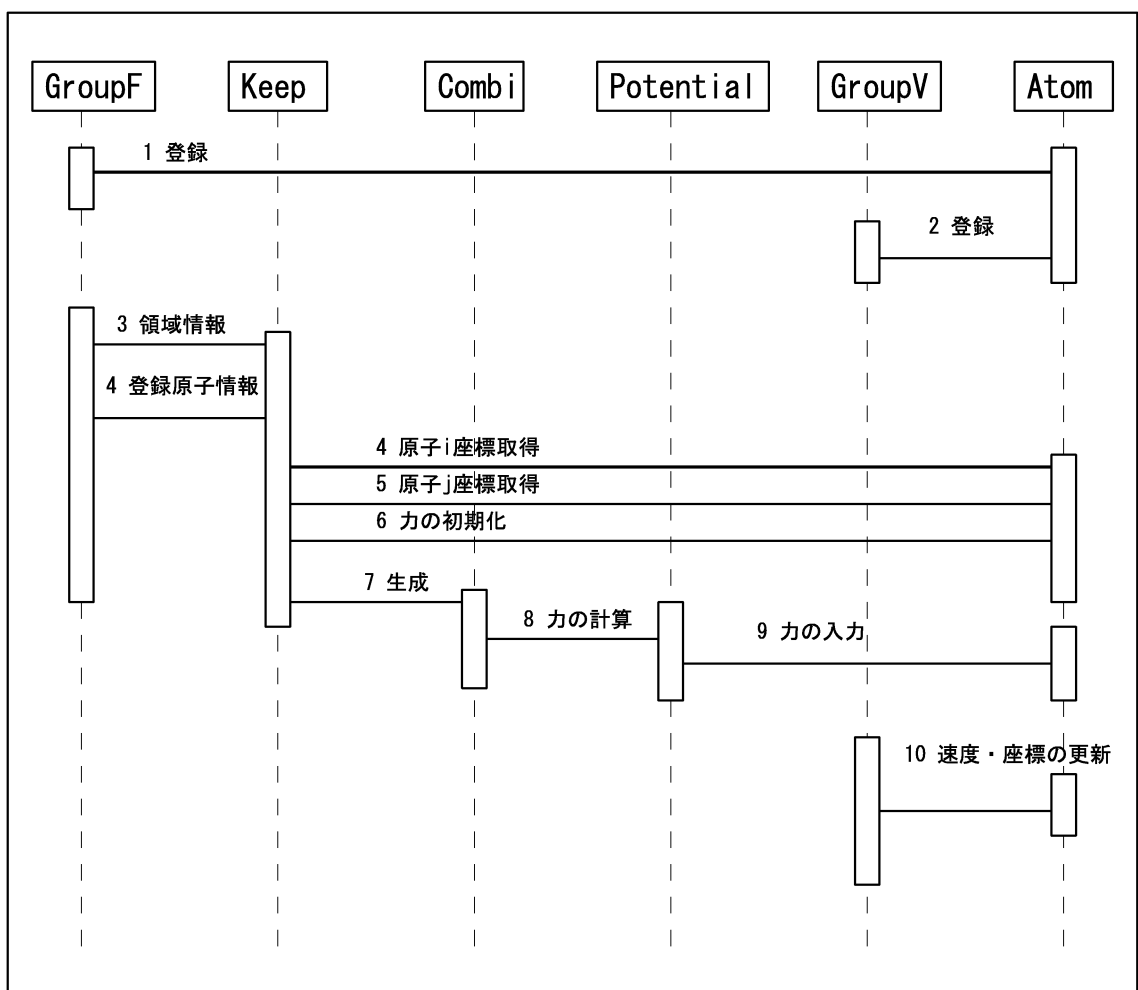 GroupF
Keep
Combi
Potential
GroupV
Atom
1 登録
2 登録
3 領域情報
4 登録原子情報
4 原子i座標取得
5 原子j座標取得
6 力の初期化
7 生成
8 力の計算
9 力の入力
10 速度・座標の更新